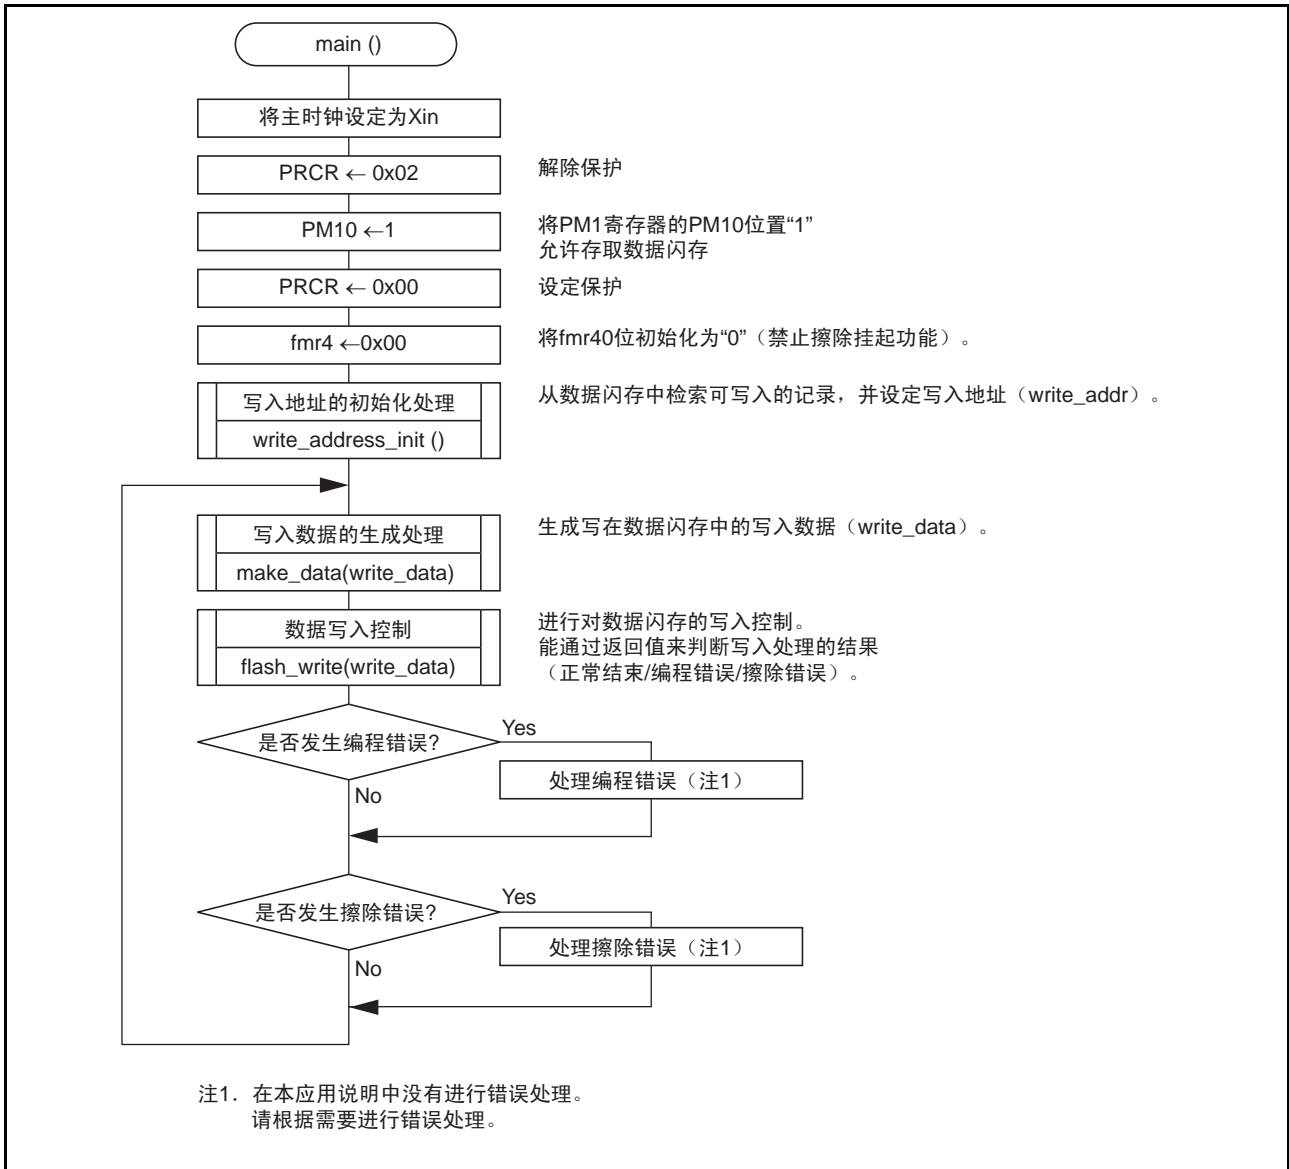 main ()
将主时钟设定为Xin
PRCR ← 0x02
解除保护
PM10 ←1
将PM1寄存器的PM10位置“1”
允许存取数据闪存
PRCR ← 0x00
设定保护
fmr4 ←0x00
将fmr40位初始化为“0”（禁止擦除挂起功能）。
写入地址的初始化处理
write_address_init ()
从数据闪存中检索可写入的记录，并设定写入地址（write_addr）。
写入数据的生成处理
make_data(write_data)
生成写在数据闪存中的写入数据（write_data）。
数据写入控制
flash_write(write_data)
进行对数据闪存的写入控制。
能通过返回值来判断写入处理的结果
（正常结束/编程错误/擦除错误）。
是否发生编程错误?
Yes
处理编程错误（注1）
No
是否发生擦除错误?
Yes
处理擦除错误（注1）
No
注1．在本应用说明中没有进行错误处理。
请根据需要进行错误处理。